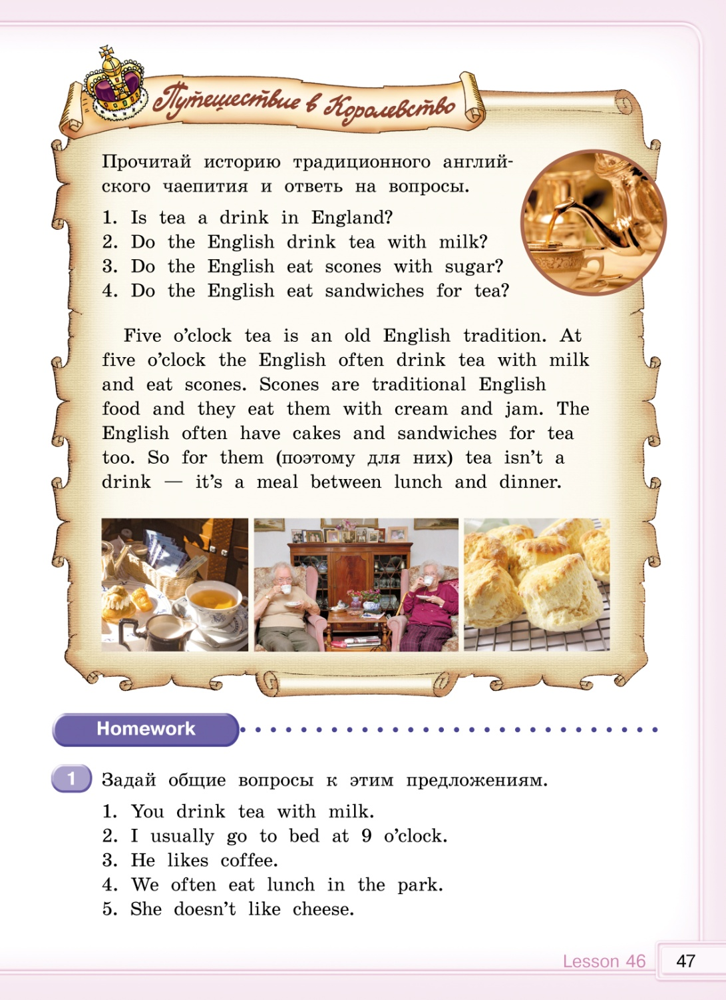 Путешествие в Королевство
Прочитай историю традиционного англий-
ского чаепития и ответь на вопросы.
1. Is tea a drink in England?
2. Do the English drink tea with milk?
3. Do the English eat scones with sugar?
4. Do the English eat sandwiches for tea?
Five o'clock tea is an old English tradition. At
five o'clock the English often drink tea with milk
and eat scones. Scones are traditional English
food and they eat them with cream and jam. The
English often have cakes and sandwiches for tea
too. So for them (поэтому для них) tea isn't a
drink — it's a meal between lunch and dinner.
Homework
1 Задай общие вопросы к этим предложениям.
1. You drink tea with milk.
2. I usually go to bed at 9 o'clock.
3. He likes coffee.
4. We often eat lunch in the park.
5. She doesn't like cheese.
Lesson 46 47